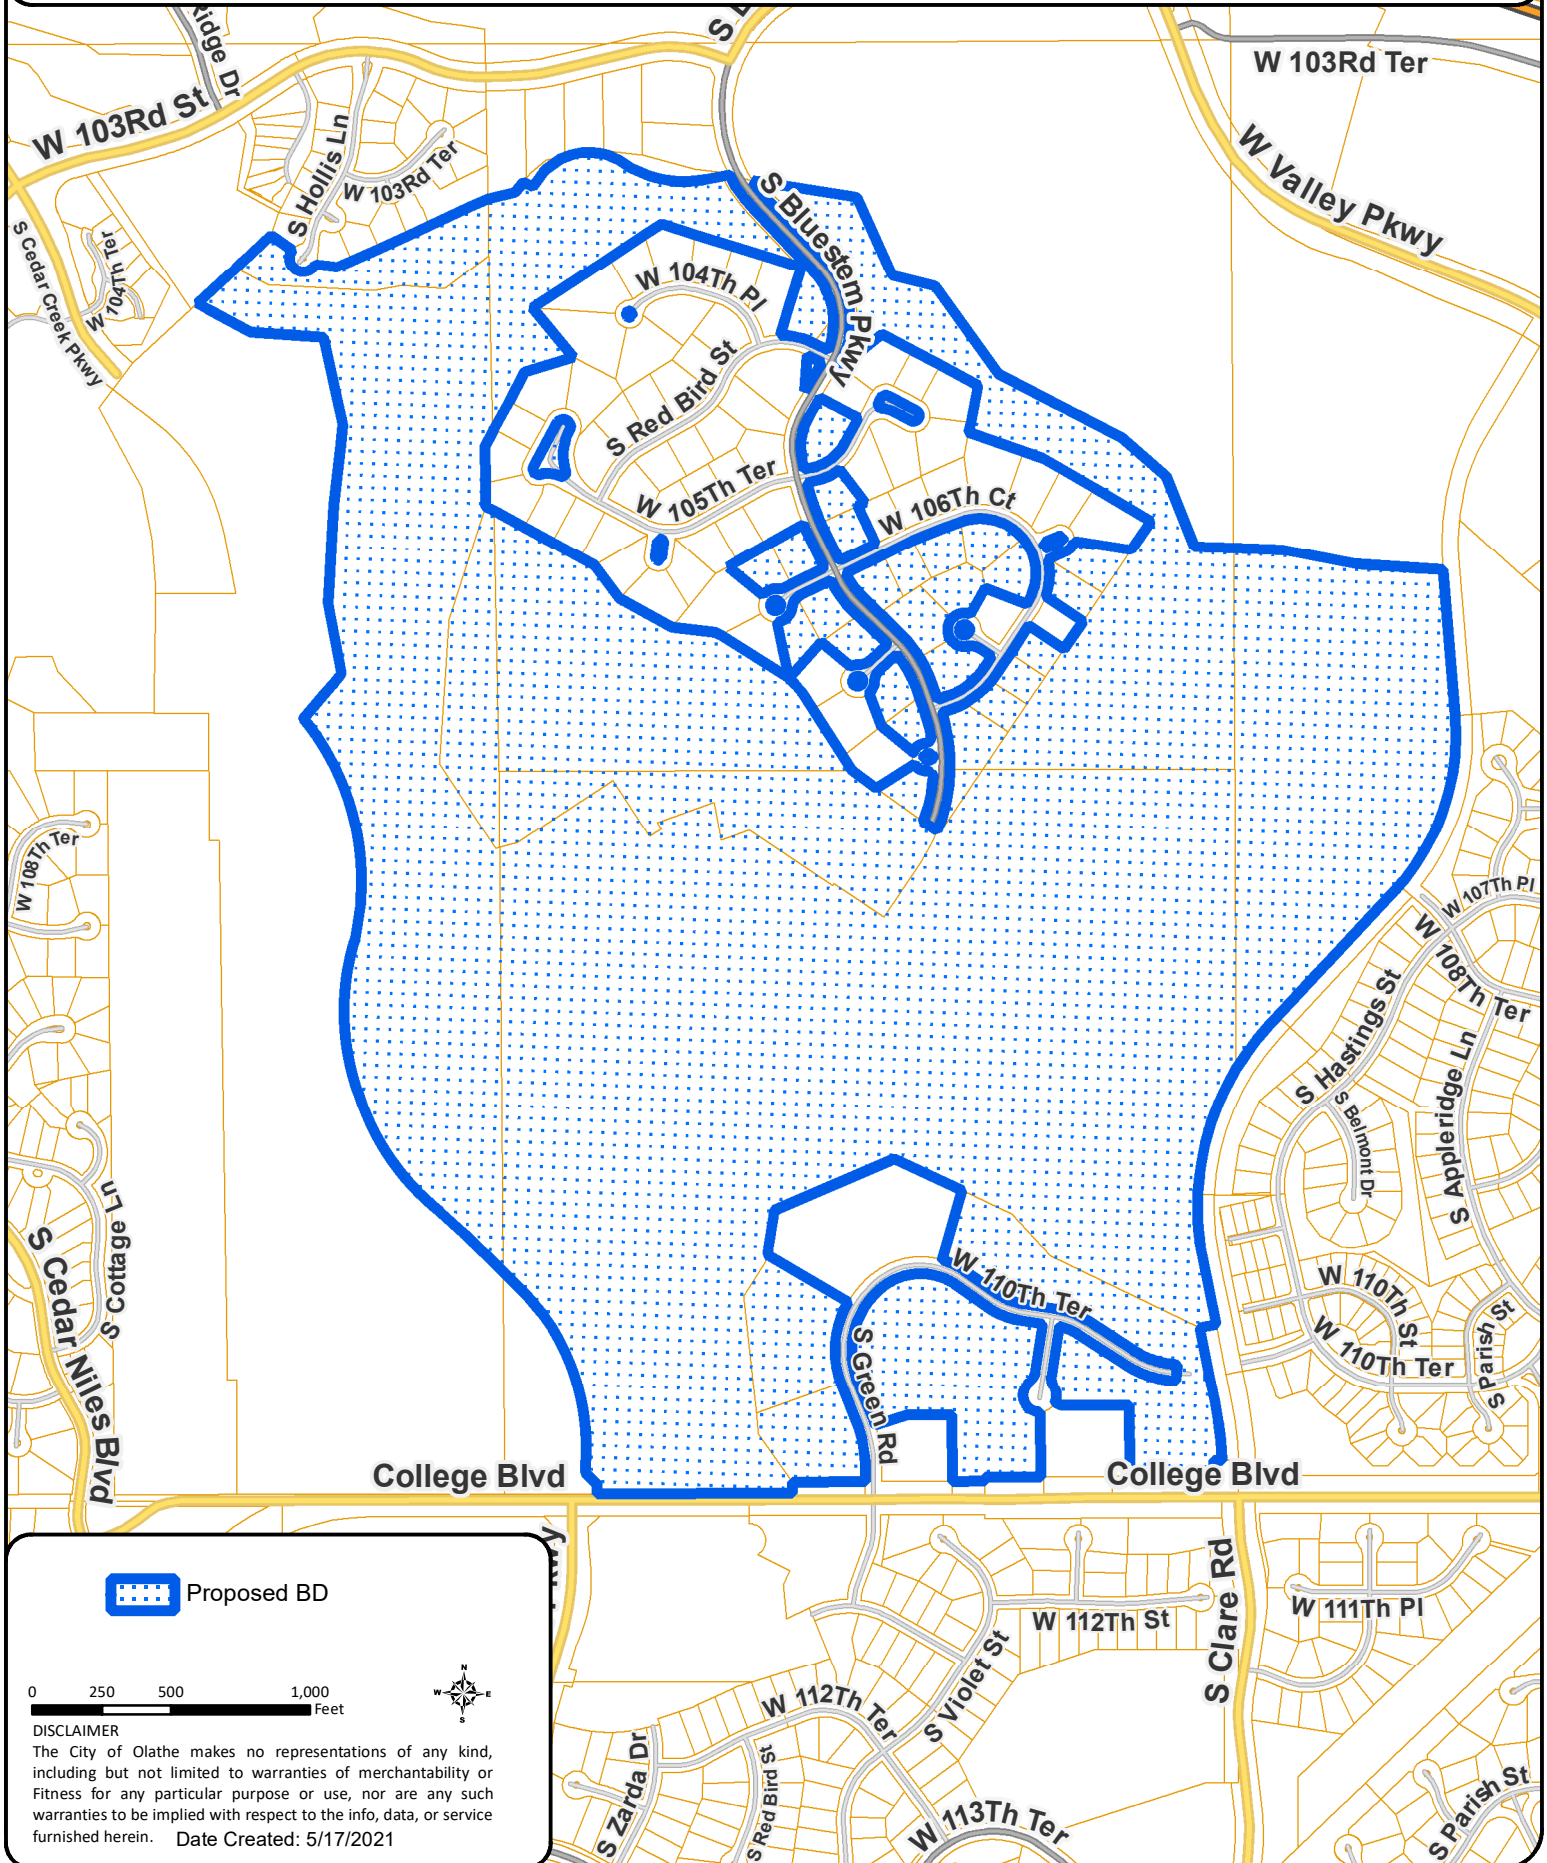 S
Ridge Dr
W 103Rd Ter
W 103Rd St
S Hollis Ln
W 103Rd Ter
W Valley Pkwy
S Bluestem Pkwy
S Cedar Creek Pkwy
W 104Th Ter
W 104Th Pl
S Red Bird St
W 105Th Ter
W 106Th Ct
W 108Th Ter
W 107Th Pl
W 108Th Ter
S Hastings St
S Belmont Dr
S Appleridge Ln
S Cottage Ln
S Cedar Niles Blvd
W 110Th Ter
W 110Th St
W 110Th Ter
S Parish St
S Green Rd
College Blvd
College Blvd
S Clare Rd
W 112Th St
W 111Th Pl
S Violet St
W 112Th Ter
S Zarda Dr
S Red Bird St
W 113Th Ter
S Parish St
Proposed BD
0 250 500 1,000
Feet
N
W E
S
DISCLAIMER
The City of Olathe makes no representations of any kind,
including but not limited to warranties of merchantability or
Fitness for any particular purpose or use, nor are any such
warranties to be implied with respect to the info, data, or service
furnished herein. Date Created: 5/17/2021